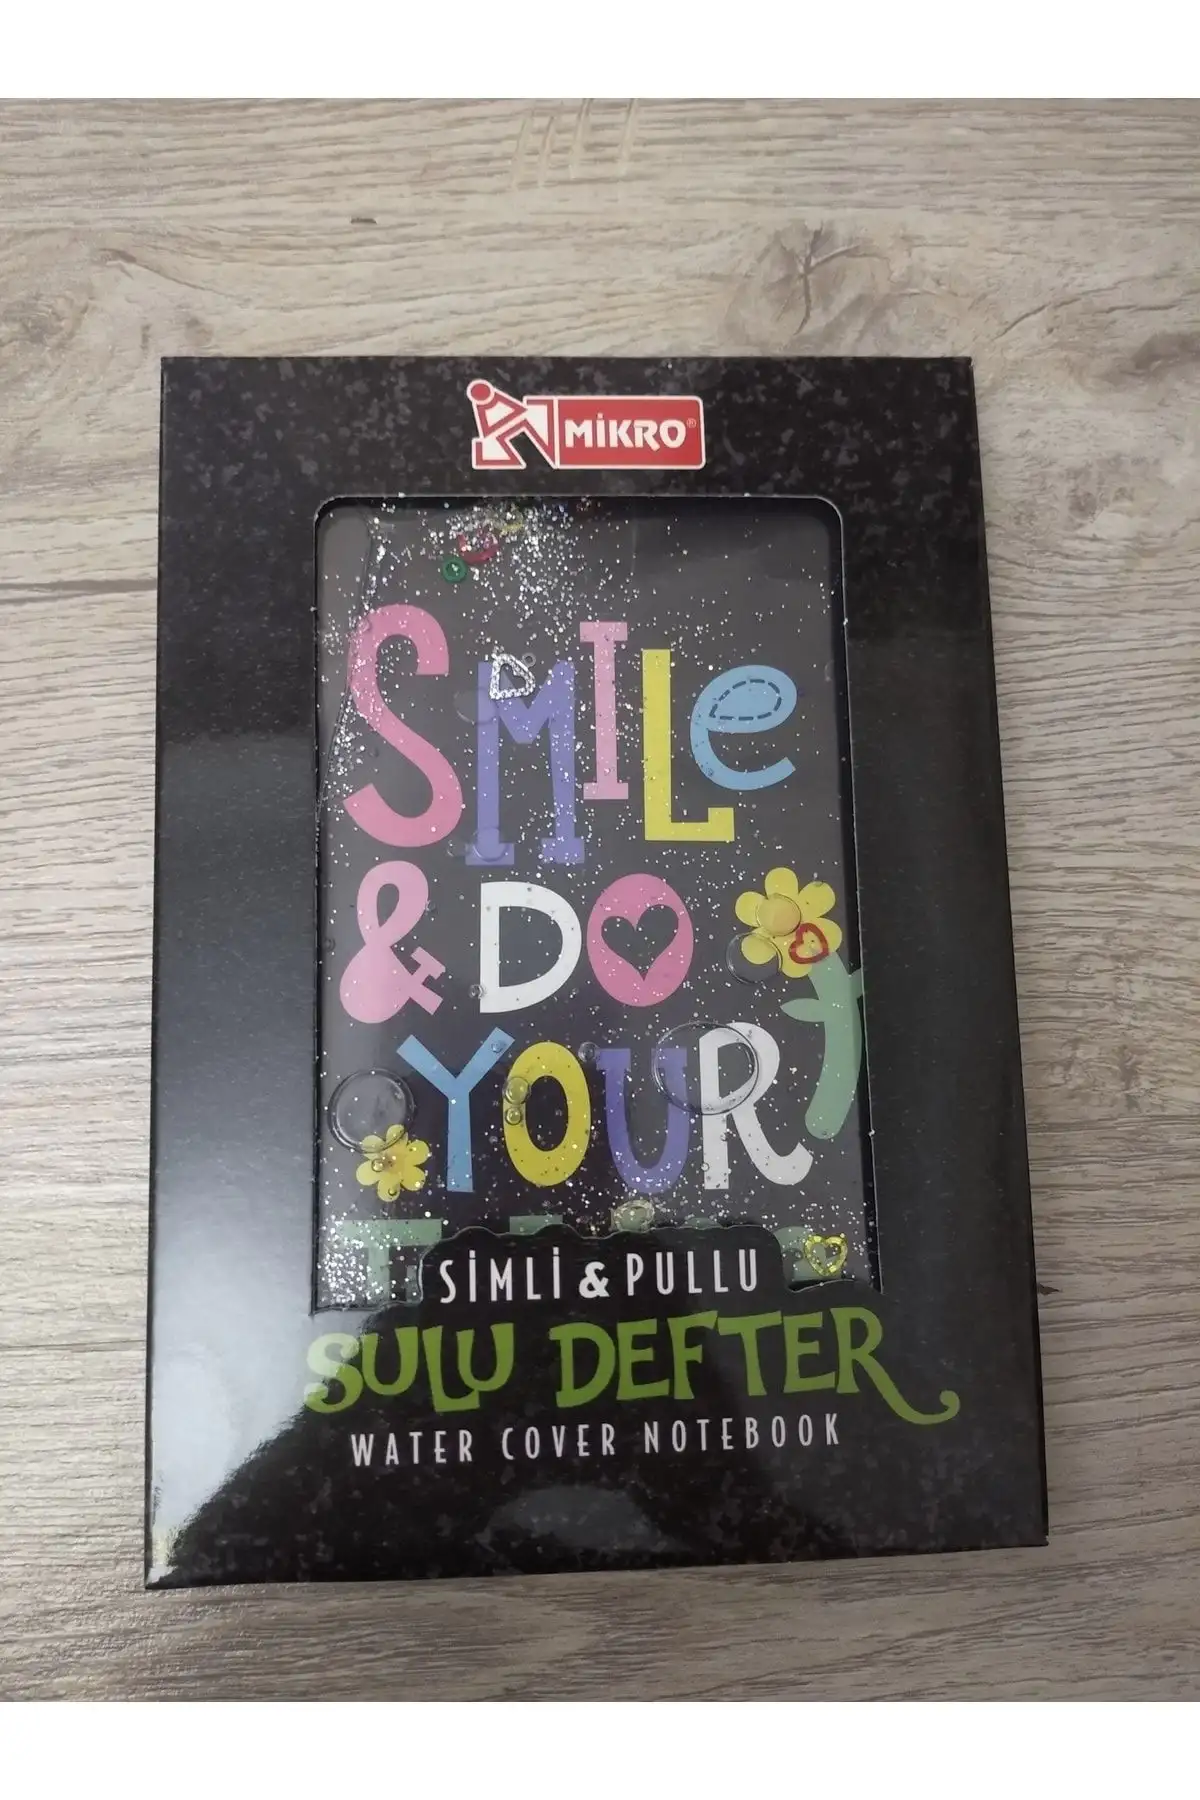 MİKRO®
SMILe
& DO
YOUR
SİMLİ & PULLU
SULU DEFTER
WATER COVER NOTEBOOK